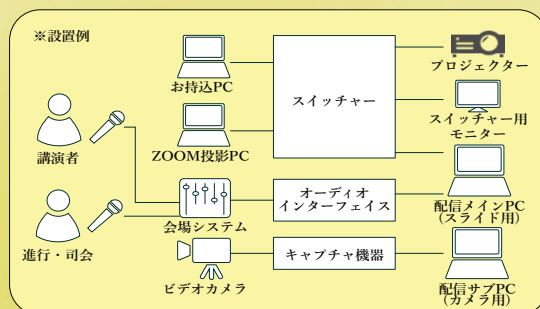 ※設置例
お持込PC
スイッチャー
プロジェクター
スイッチャー用
モニター
講演者
ZOOM投影PC
会場システム
オーディオ
インターフェイス
配信メインPC
（スライド用）
進行・司会
ビデオカメラ
キャプチャ機器
配信サブPC
（カメラ用）